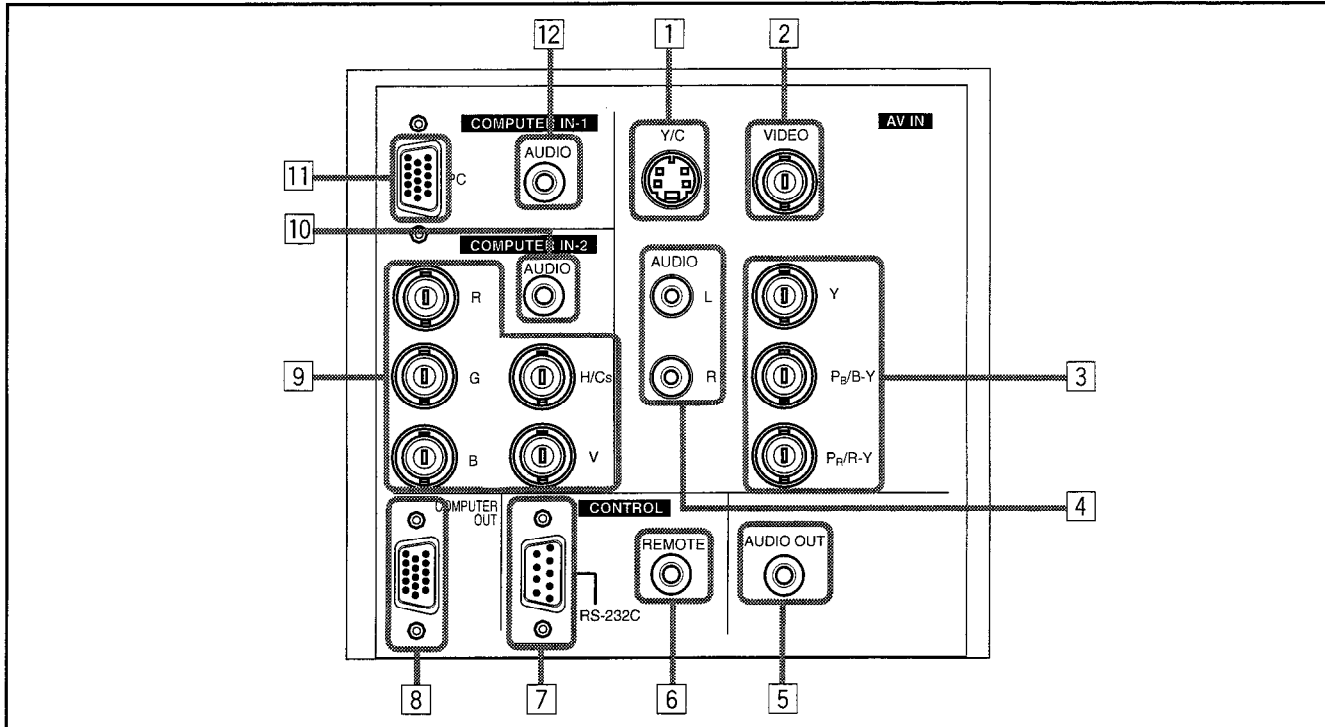 12
1
2
COMPUTER IN-1
AV IN
AUDIO
Y/C
VIDEO
11
PC
10
COMPUTER IN-2
AUDIO
AUDIO
R
L
Y
9
G
H/Cs
R
PB/B-Y
3
B
V
PR/R-Y
4
COMPUTER
OUT
CONTROL
REMOTE
AUDIO OUT
RS-232C
8
7
6
5